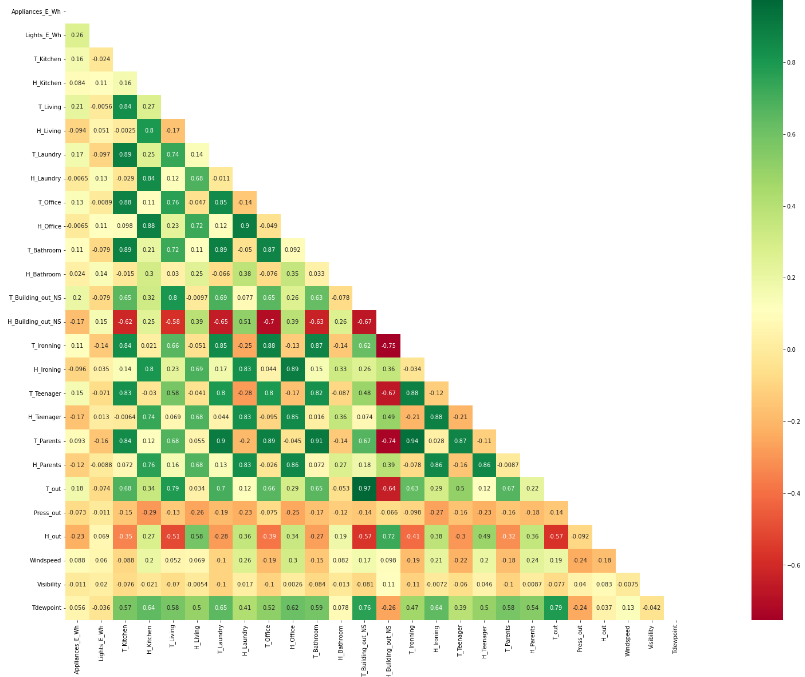 Appliances_E_Wh
Lights_E_Wh 0.26
T_Kitchen 0.16 -0.024
H_Kitchen 0.084 0.11 0.16
T_Living 0.21 -0.0056 0.84 0.27
H_Living -0.094 0.051 -0.0025 0.8 -0.17
T_Laundry 0.17 -0.097 0.89 0.25 0.74 0.14
H_Laundry -0.0065 0.13 -0.029 0.84 0.12 0.68 -0.011
T_Office 0.13 -0.0089 0.88 0.11 0.76 -0.047 0.85 -0.14
H_Office -0.0065 0.11 0.098 0.88 0.23 0.72 0.12 0.9 -0.049
T_Bathroom 0.11 -0.079 0.89 0.21 0.72 0.11 0.89 -0.05 0.87 0.092
H_Bathroom 0.024 0.14 -0.015 0.3 0.03 0.25 -0.066 0.38 -0.076 0.35 0.033
T_Building_out_NS 0.2 -0.079 0.65 0.32 0.8 -0.0097 0.69 0.077 0.65 0.26 0.63 -0.078
H_Building_out_NS -0.17 0.15 -0.62 0.25 -0.58 0.39 -0.65 0.51 -0.7 0.39 -0.63 0.26 -0.67
T_Ironning 0.11 -0.14 0.84 0.021 0.66 -0.051 0.85 -0.25 0.88 -0.13 0.87 -0.14 0.62 -0.75
H_Ironing -0.096 0.035 0.14 0.8 0.23 0.69 0.17 0.83 0.044 0.89 0.15 0.33 0.26 0.36 -0.034
T_Teenager 0.15 -0.071 0.83 -0.03 0.58 -0.041 0.8 -0.28 0.8 -0.17 0.82 -0.087 0.48 -0.67 0.88 -0.12
H_Teenager -0.17 0.013 -0.0064 0.74 0.069 0.68 0.044 0.83 -0.095 0.85 0.016 0.36 0.074 0.49 -0.21 0.88 -0.21
T_Parents 0.093 -0.16 0.84 0.12 0.68 0.055 0.9 -0.2 0.89 -0.045 0.91 -0.14 0.67 -0.74 0.94 0.028 0.87 -0.11
H_Parents -0.12 -0.0088 0.072 0.76 0.16 0.68 0.13 0.83 -0.026 0.86 0.072 0.27 0.18 0.39 -0.078 0.86 -0.16 0.86 -0.0087
T_out 0.18 -0.074 0.68 0.34 0.79 0.034 0.7 0.12 0.66 0.29 0.65 -0.053 0.97 -0.64 0.63 0.29 0.5 0.12 0.67 0.22
Press_out -0.073 -0.011 -0.15 -0.29 -0.13 -0.26 -0.19 -0.23 -0.075 -0.25 -0.17 -0.12 -0.14 -0.066 -0.098 -0.27 -0.16 -0.23 -0.16 -0.18 -0.14
H_out -0.23 0.069 -0.35 0.27 -0.51 0.58 -0.28 0.36 -0.39 0.34 -0.27 0.19 -0.57 0.72 -0.41 0.38 -0.3 0.49 -0.32 0.36 -0.57 -0.092
Windspeed 0.088 0.06 -0.088 0.2 0.052 0.069 -0.1 0.26 -0.19 0.3 -0.15 0.082 0.17 0.098 -0.19 0.21 -0.22 0.2 -0.18 0.24 0.19 -0.24 -0.18
Visibility -0.011 0.02 -0.076 0.021 -0.07 -0.0054 -0.1 0.017 -0.1 0.0026 -0.084 -0.013 -0.081 0.11 -0.11 0.0072 -0.06 0.046 -0.1 0.0087 -0.077 0.04 0.083 -0.0075
Tdewpoint 0.056 -0.036 0.57 0.64 0.58 0.5 0.65 0.41 0.52 0.62 0.59 0.078 0.76 -0.26 0.47 0.64 0.39 0.5 0.58 0.54 0.79 -0.24 0.037 0.13 -0.042
Appliances_E_Wh Lights_E_Wh T_Kitchen H_Kitchen T_Living H_Living T_Laundry H_Laundry T_Office H_Office T_Bathroom H_Bathroom T_Building_out_NS H_Building_out_NS T_Ironning H_Ironing T_Teenager H_Teenager T_Parents H_Parents T_out Press_out H_out Windspeed Visibility Tdewpoint
0.8
0.6
0.4
0.2
0.0
−0.2
−0.4
−0.6